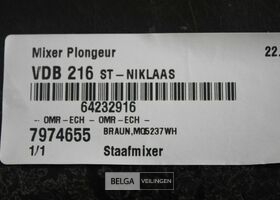 Mixer Plongeur
22.
VDB 216 ST-NIKLAAS
64232916
- OMR-ECH - OMR-ECH -
7974655 BRAUN,MQ5237WH
1/1 Staafmixer
BELGA VEILINGEN